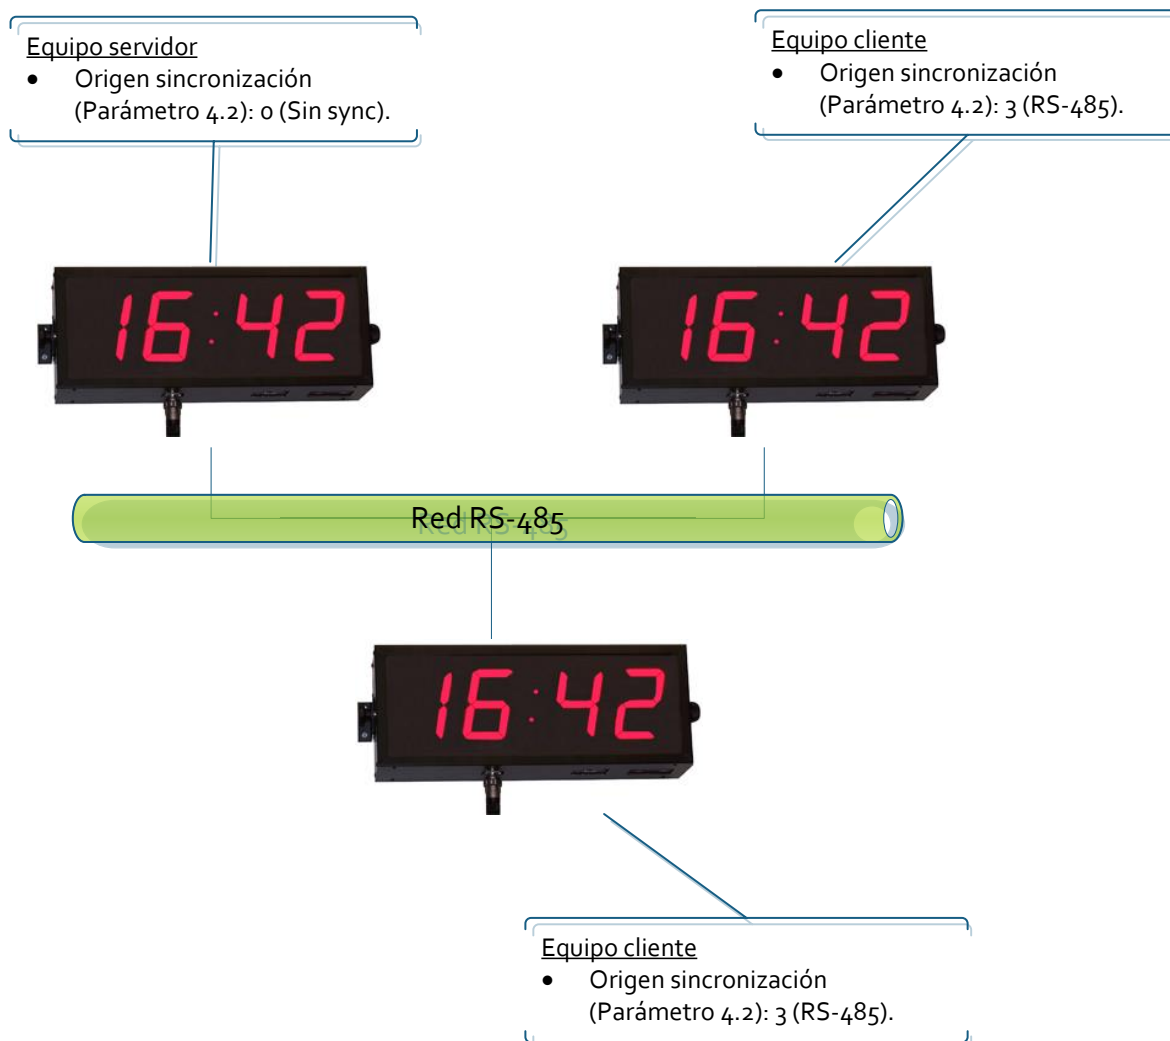 Equipo servidor
• Origen sincronización
(Parámetro 4.2): 0 (Sin sync).
Equipo cliente
• Origen sincronización
(Parámetro 4.2): 3 (RS-485).
16:42
16:42
Red RS-485
16:42
Equipo cliente
• Origen sincronización
(Parámetro 4.2): 3 (RS-485).